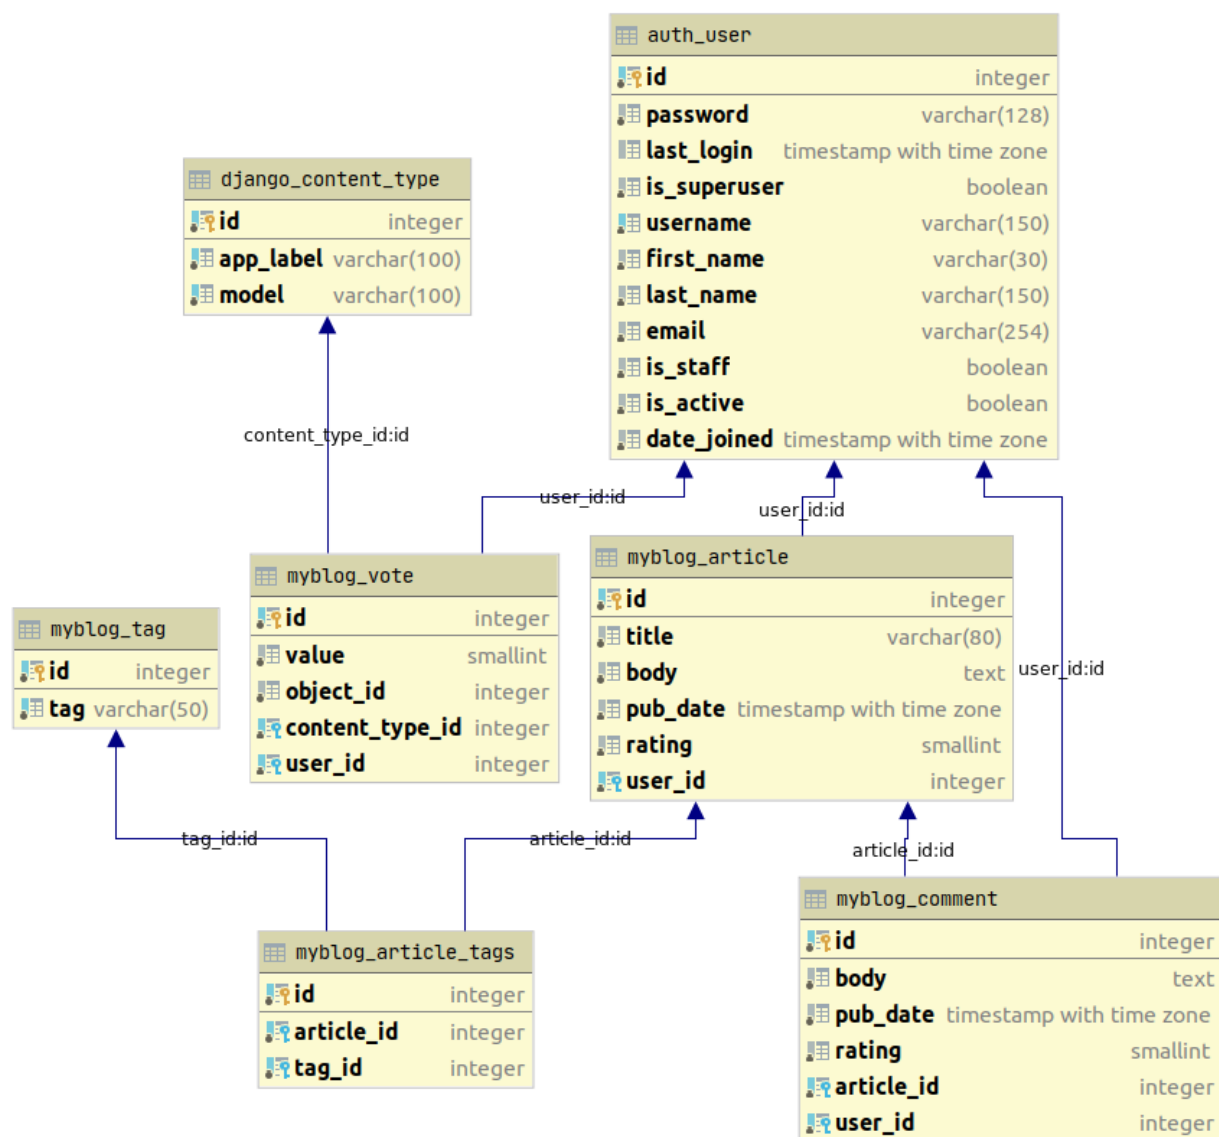 auth_user
id integer
password varchar(128)
last_login timestamp with time zone
is_superuser boolean
username varchar(150)
first_name varchar(30)
last_name varchar(150)
email varchar(254)
is_staff boolean
is_active boolean
date_joined timestamp with time zone
django_content_type
id integer
app_label varchar(100)
model varchar(100)
content_type_id:id
user_id:id
user_id:id
user_id:id
myblog_vote
id integer
value smallint
object_id integer
content_type_id integer
user_id integer
myblog_article
id integer
title varchar(80)
body text
pub_date timestamp with time zone
rating smallint
user_id integer
myblog_tag
id integer
tag varchar(50)
tag_id:id
article_id:id
article_id:id
myblog_article_tags
id integer
article_id integer
tag_id integer
myblog_comment
id integer
body text
pub_date timestamp with time zone
rating smallint
article_id integer
user_id integer